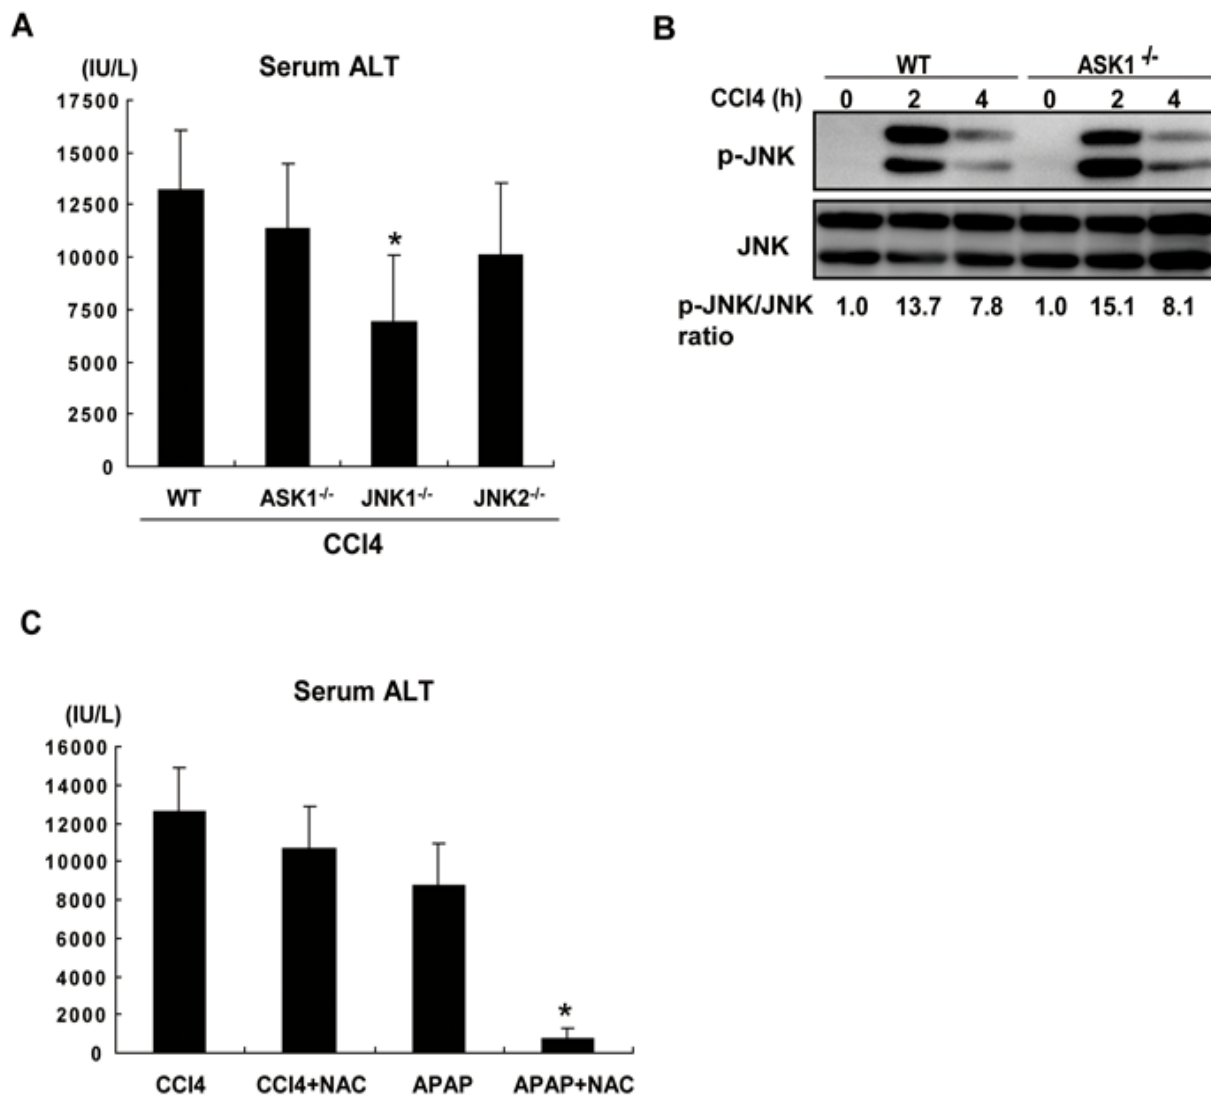 A
(IU/L)
Serum ALT
17500
15000
12500
10000
7500
5000
2500
0
*
WT ASK1-/- JNK1-/- JNK2-/-
CCl4
B
WT ASK1-/-
CCl4 (h) 0 2 4 0 2 4
p-JNK
JNK
p-JNK/JNK 1.0 13.7 7.8 1.0 15.1 8.1
ratio
C
Serum ALT
(IU/L)
16000
14000
12000
10000
8000
6000
4000
2000
0
*
CCl4 CCl4+NAC APAP APAP+NAC